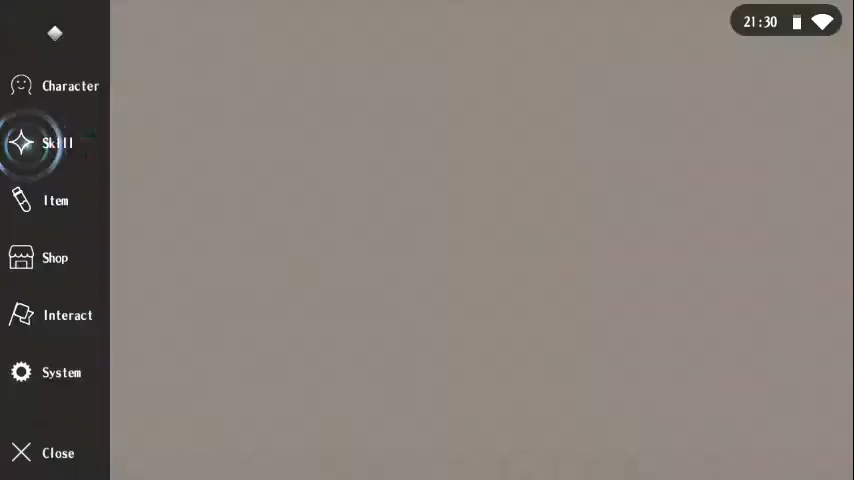 21:30
Character
Skill
Item
Shop
Interact
System
Close